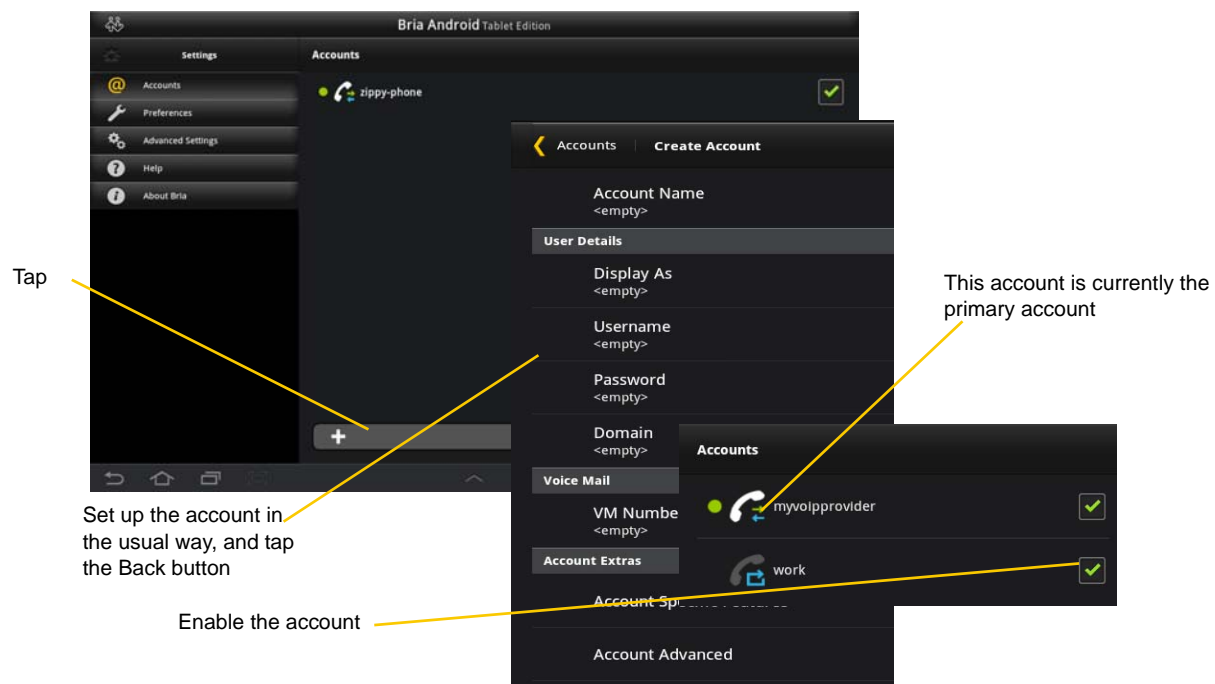 Bria Android Tablet Edition
Settings
Accounts
Accounts
Preferences
Advanced Settings
Help
About Bria
zippy-phone
Tap
Set up the account in
the usual way, and tap
the Back button
Accounts | Create Account
Account Name
<empty>
User Details
Display As
<empty>
Username
<empty>
Password
<empty>
Domain
<empty>
Voice Mail
VM Numbe
<empty>
Account Extras
Account Advanced
This account is currently the
primary account
Accounts
myvoipprovider
work
Enable the account